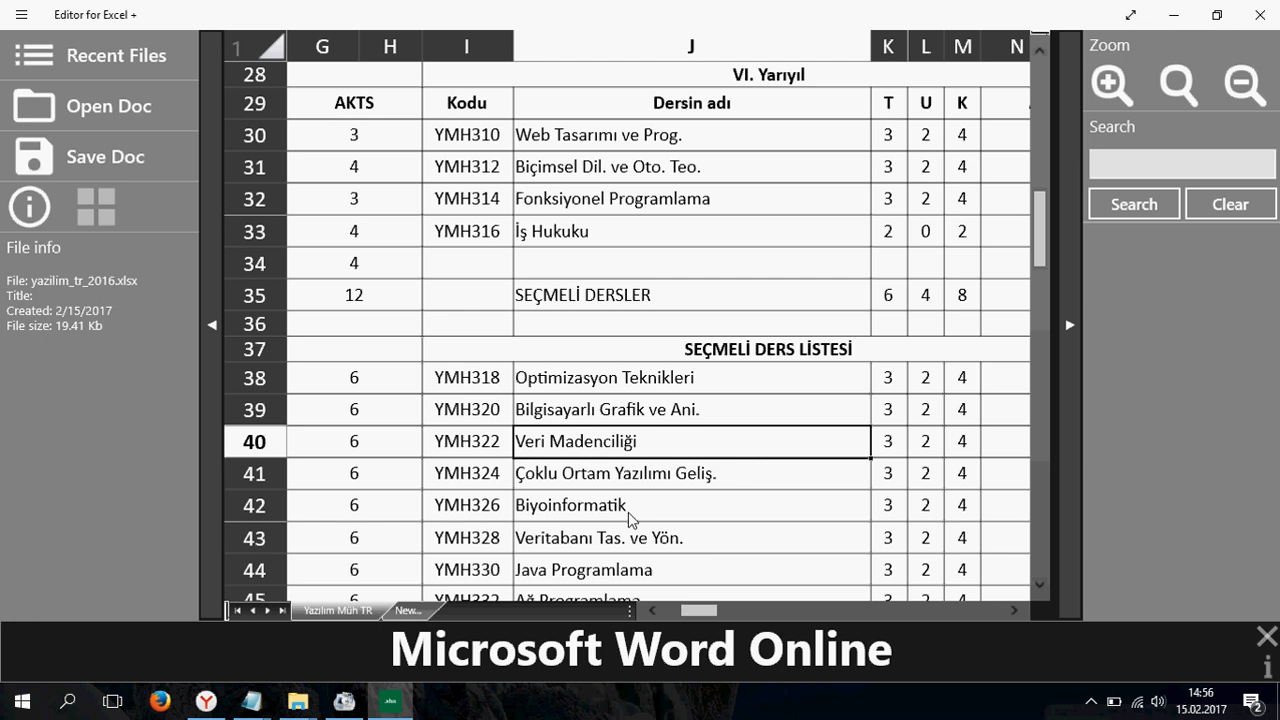 Editor for Excel +
Recent Files
Open Doc
Save Doc
File info
File: yazilim_tr_2016.xlsx
Title:
Created: 2/15/2017
File size: 19.41 Kb
1 G H I J K L M N
28 VI. Yarıyıl
29 AKTS Kodu Dersin adı T U K
30 3 YMH310 Web Tasarımı ve Prog. 3 2 4
31 4 YMH312 Biçimsel Dil. ve Oto. Teo. 3 2 4
32 3 YMH314 Fonksiyonel Programlama 3 2 4
33 4 YMH316 İş Hukuku 2 0 2
34 4
35 12 SEÇMELİ DERSLER 6 4 8
36
37 SEÇMELİ DERS LİSTESİ
38 6 YMH318 Optimizasyon Teknikleri 3 2 4
39 6 YMH320 Bilgisayarlı Grafik ve Ani. 3 2 4
40 6 YMH322 Veri Madenciliği 3 2 4
41 6 YMH324 Çoklu Ortam Yazılımı Geliş. 3 2 4
42 6 YMH326 Biyoinformatik 3 2 4
43 6 YMH328 Veritabanı Tas. ve Yön. 3 2 4
44 6 YMH330 Java Programlama 3 2 4
45 6 YMH332 Ağ Programlama
Yazılım Müh TR New...
Zoom
Search
Search Clear
Microsoft Word Online
14:56
15.02.2017
2